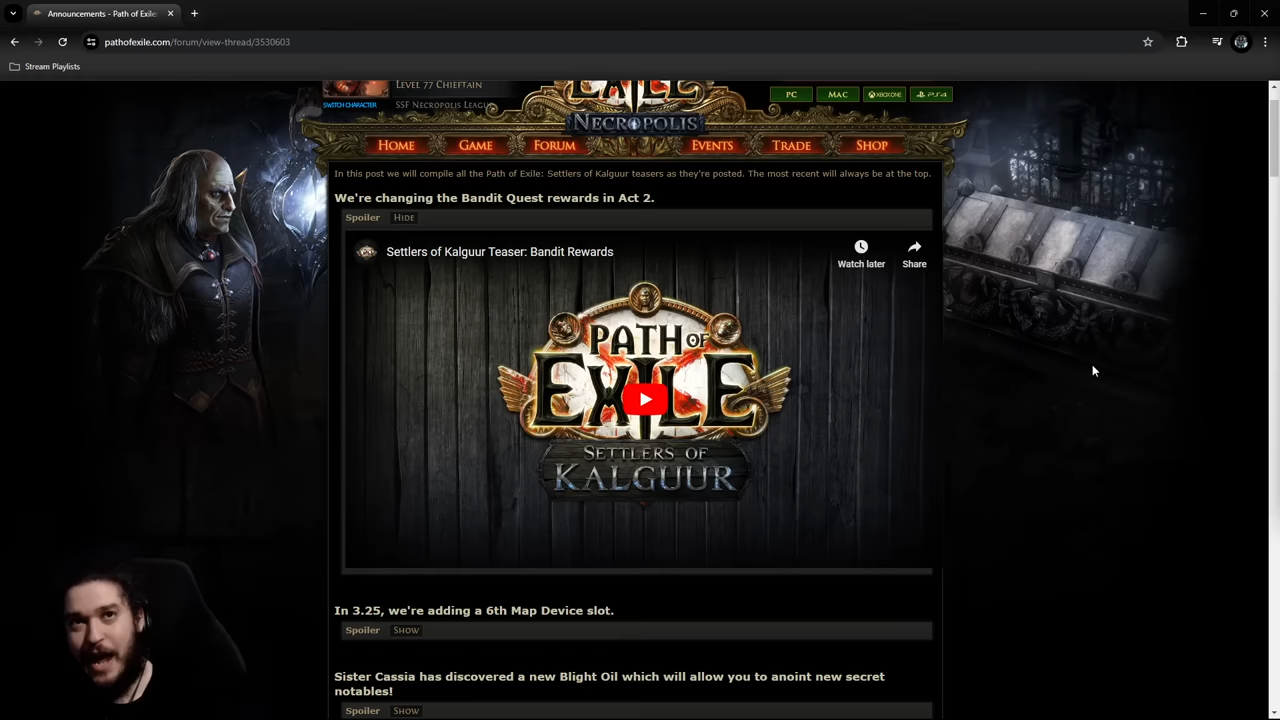 Announcements - Path of Exile
pathofexile.com/forum/view-thread/3530603
Stream Playlists
LEVEL 77 CHIEFTAIN
SWITCH CHARACTER
SSF NECROPOLIS LEAGUE
EXILE
NECROPOLIS
PC
MAC
XBOX ONE
PS4
HOME
GAME
FORUM
EVENTS
TRADE
SHOP
In this post we will compile all the Path of Exile: Settlers of Kalguur teasers as they're posted. The most recent will always be at the top.
We're changing the Bandit Quest rewards in Act 2.
Spoiler HIDE
Settlers of Kalguur Teaser: Bandit Rewards
Watch later
Share
PATH OF
EXILE
SETTLERS OF
KALGUUR
In 3.25, we're adding a 6th Map Device slot.
Spoiler SHOW
Sister Cassia has discovered a new Blight Oil which will allow you to anoint new secret
notables!
Spoiler SHOW